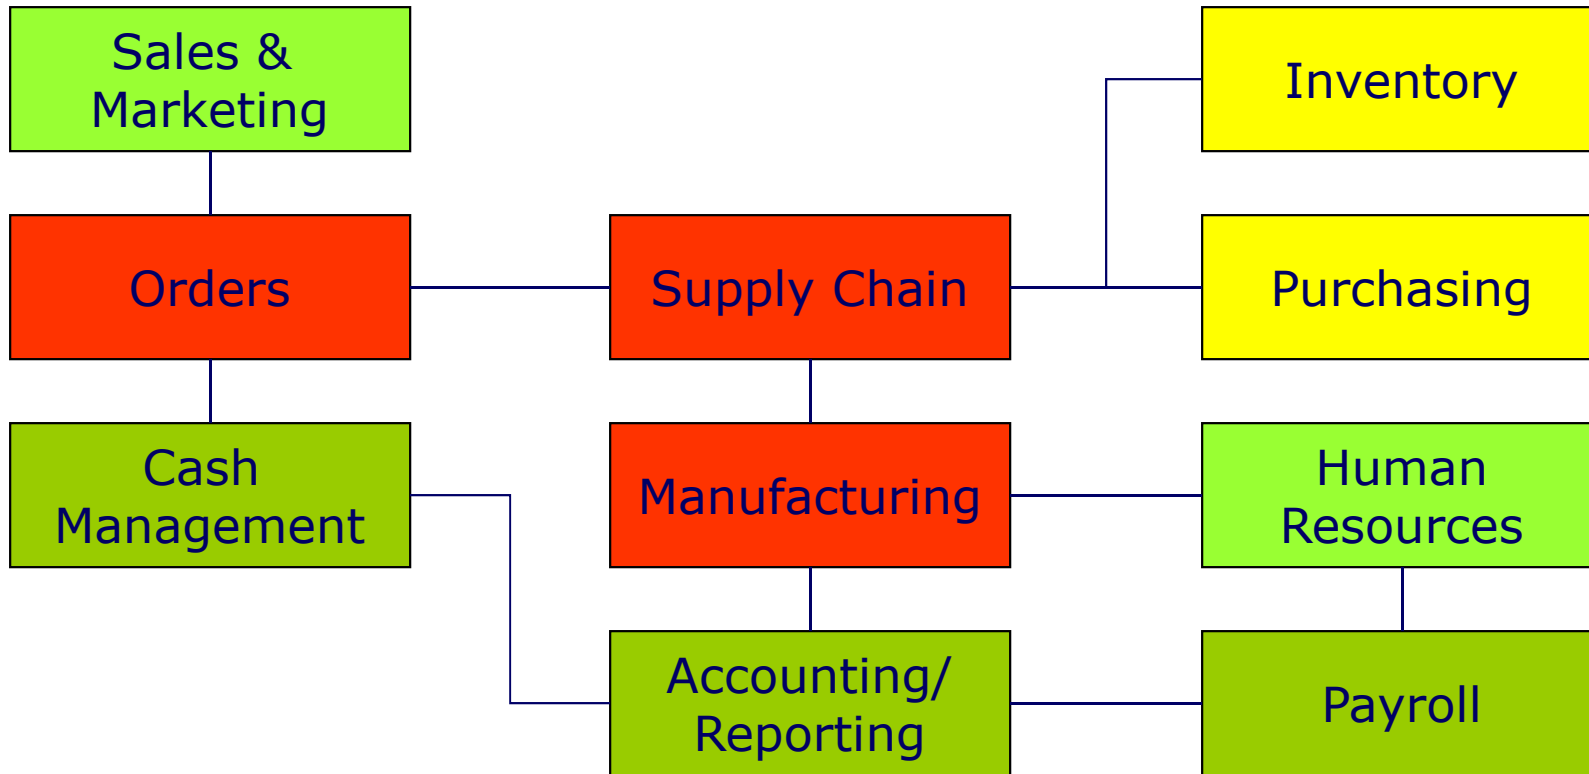 Sales &
Marketing
Inventory
Orders
Supply Chain
Purchasing
Cash
Management
Manufacturing
Human
Resources
Accounting/
Reporting
Payroll